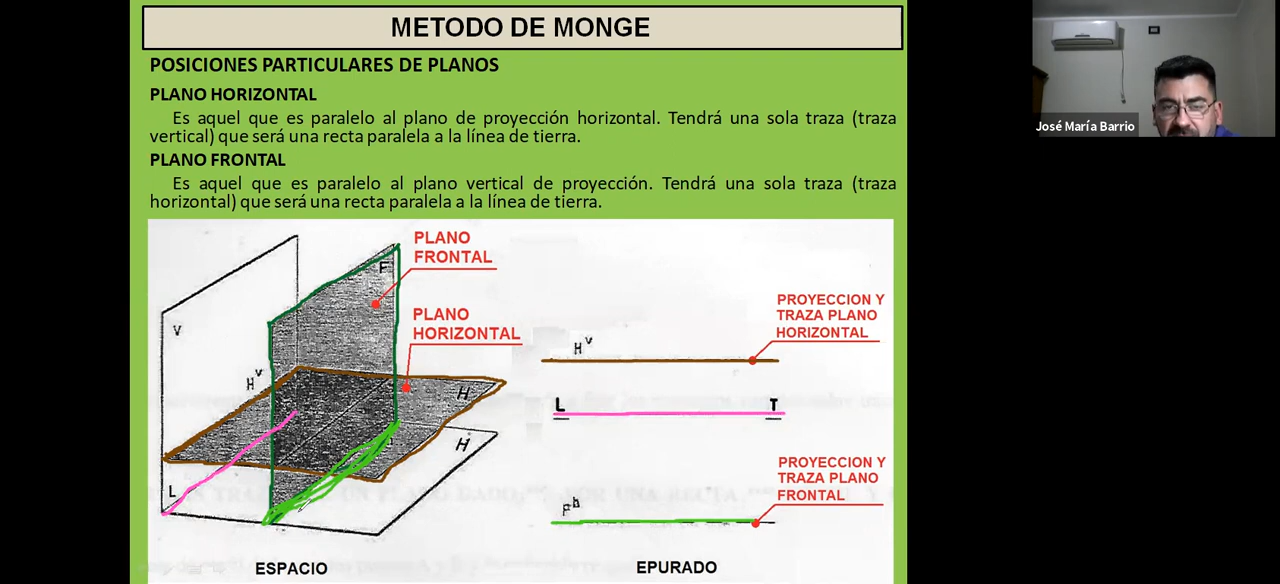 METODO DE MONGE
POSICIONES PARTICULARES DE PLANOS
PLANO HORIZONTAL
Es aquel que es paralelo al plano de proyección horizontal. Tendrá una sola traza (traza
vertical) que será una recta paralela a la línea de tierra.
PLANO FRONTAL
Es aquel que es paralelo al plano vertical de proyección. Tendrá una sola traza (traza
horizontal) que será una recta paralela a la línea de tierra.
PLANO
FRONTAL
F
PLANO
HORIZONTAL
V
H^v
H
H
L
ESPACIO
PROYECCION Y
TRAZA PLANO
HORIZONTAL
H^v
L T
PROYECCION Y
TRAZA PLANO
FRONTAL
F^h
EPURADO
José María Barrio